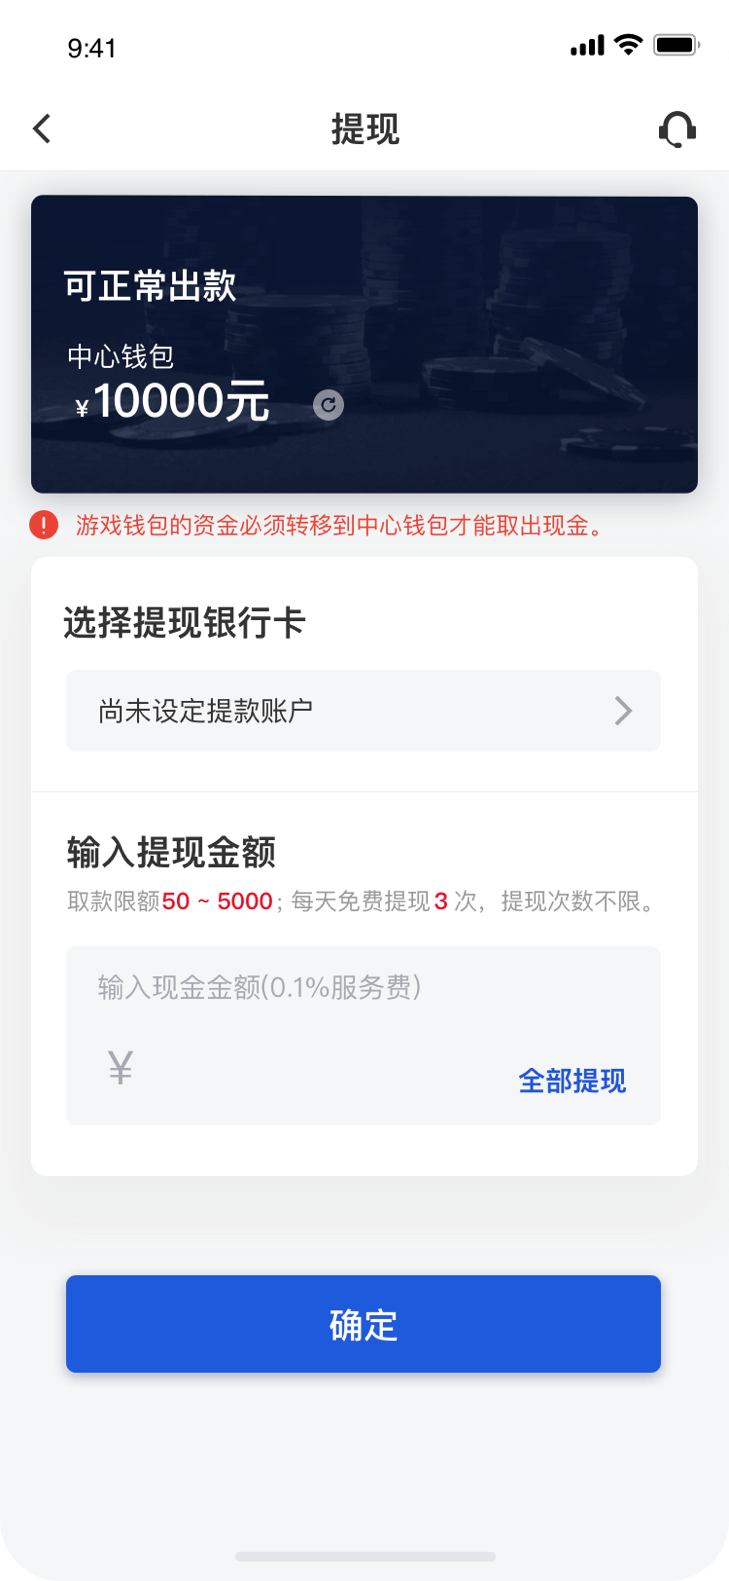 9:41
提现
可正常出款
中心钱包
¥10000元
游戏钱包的资金必须转移到中心钱包才能取出现金。
选择提现银行卡
尚未设定提款账户
输入提现金额
取款限额50 ~ 5000; 每天免费提现3 次，提现次数不限。
输入现金金额(0.1%服务费)
¥
全部提现
确定